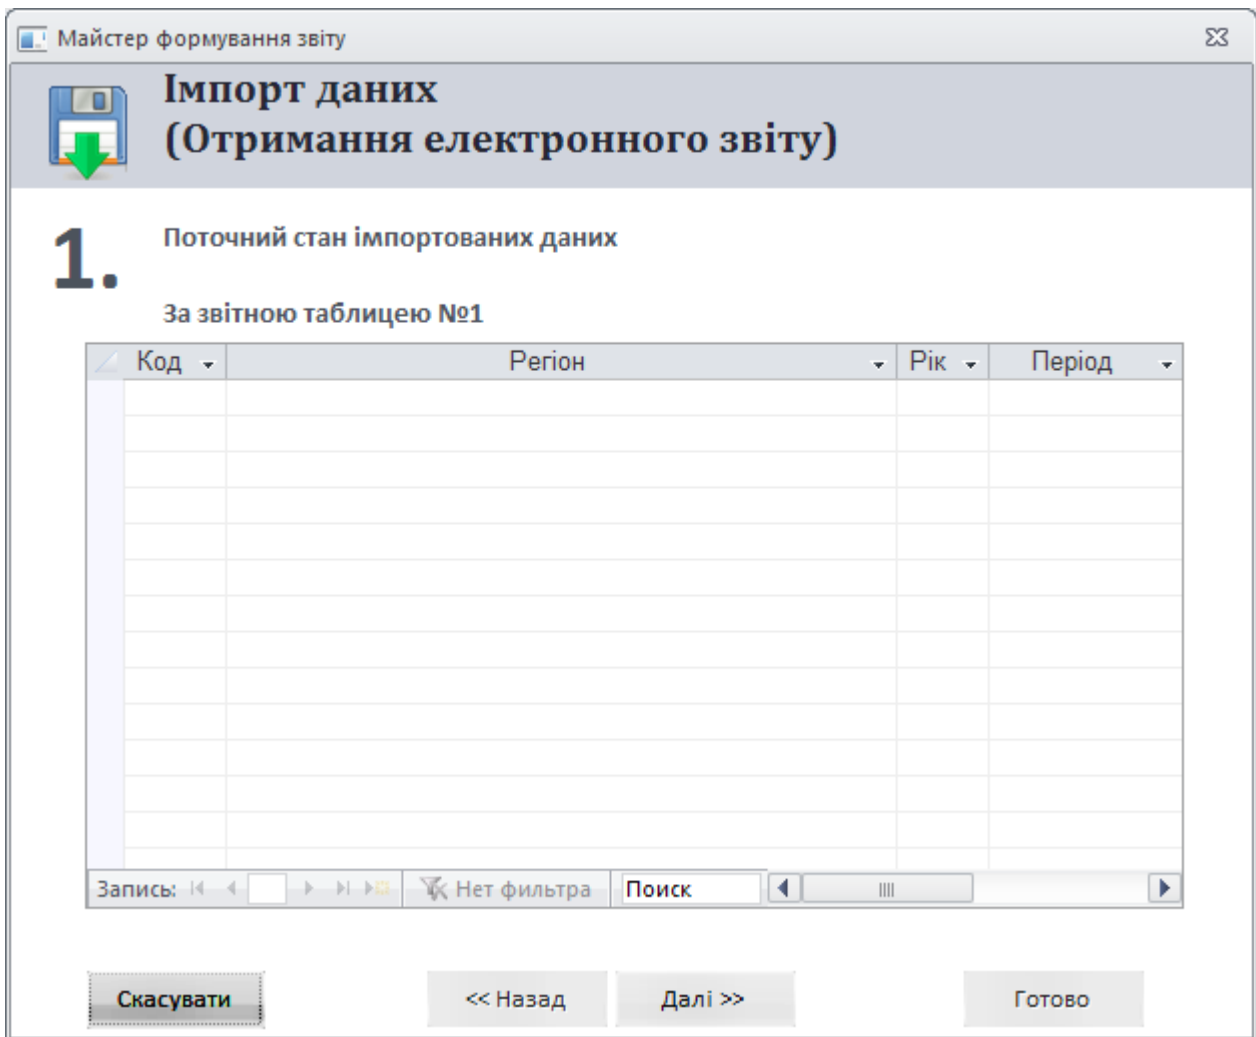 Майстер формування звіту
Імпорт даних
(Отримання електронного звіту)
1.
Поточний стан імпортованих даних
За звітною таблицею №1
Код Регіон Рік Період
Запись: Нет фильтра Поиск
Скасувати << Назад Далі >> Готово